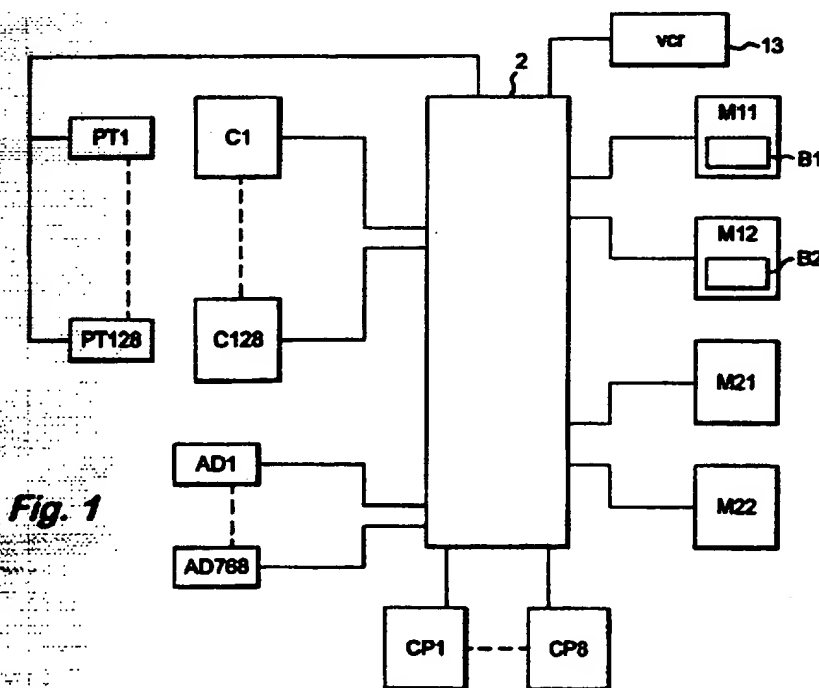 vcr
13
2
PT1
C1
M11
B1
M12
B2
PT128
C128
M21
AD1
M22
Fig. 1
AD768
CP1
CP8